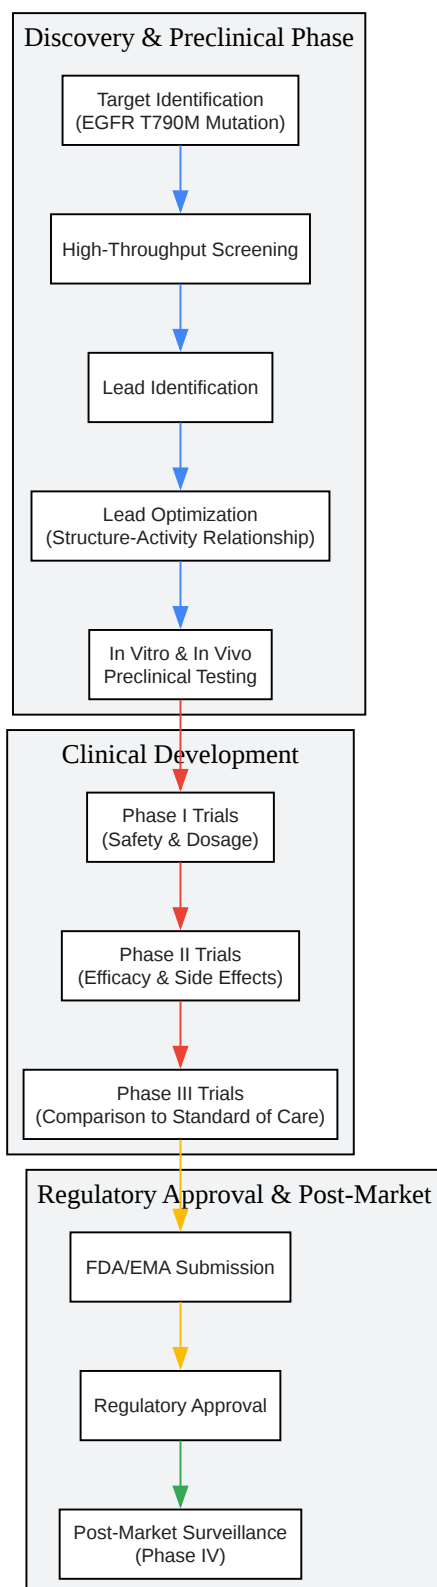 Discovery & Preclinical Phase
Target Identification
(EGFR T790M Mutation)
High-Throughput Screening
Lead Identification
Lead Optimization
(Structure-Activity Relationship)
In Vitro & In Vivo
Preclinical Testing
Clinical Development
Phase I Trials
(Safety & Dosage)
Phase II Trials
(Efficacy & Side Effects)
Phase III Trials
(Comparison to Standard of Care)
Regulatory Approval & Post-Market
FDA/EMA Submission
Regulatory Approval
Post-Market Surveillance
(Phase IV)